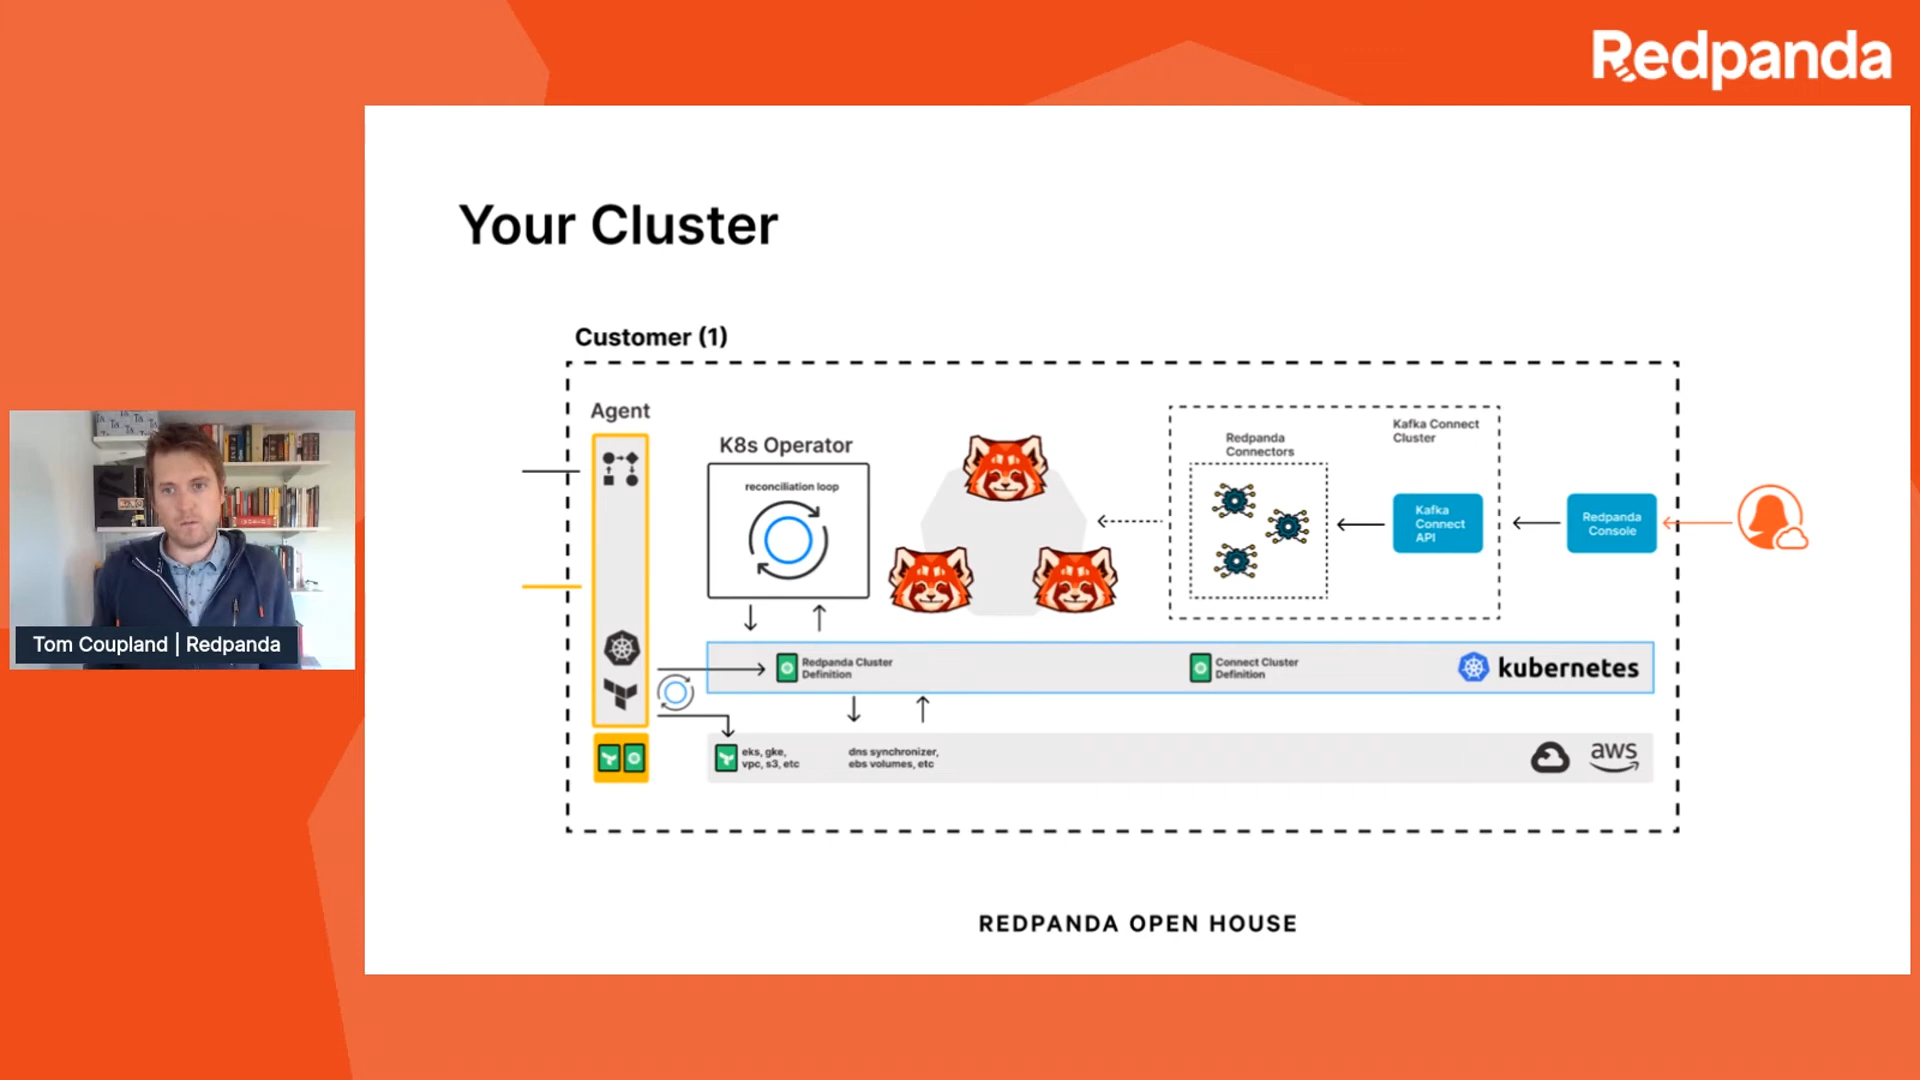 Redpanda
Your Cluster
Customer (1)
Agent
K8s Operator
reconciliation loop
Redpanda
Connectors
Kafka Connect
Cluster
Kafka
Connect
API
Redpanda
Console
Redpanda Cluster
Definition
Connect Cluster
Definition
kubernetes
eks, gke,
vpc, s3, etc
dns synchronizer,
ebs volumes, etc
aws
Tom Coupland | Redpanda
REDPANDA OPEN HOUSE